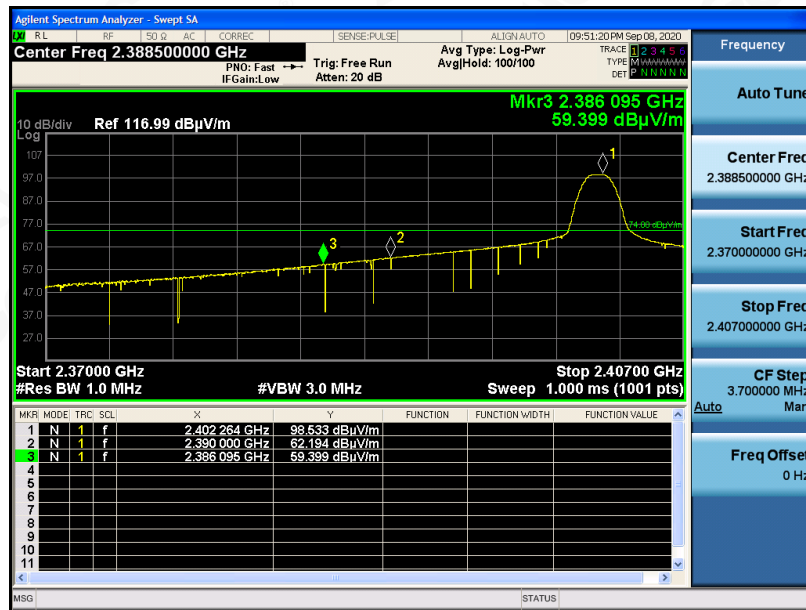 Agilent Spectrum Analyzer - Swept SA
LXI RL RF 50 Ω AC CORREC SENSE:PULSE ALIGN AUTO 09:51:20 PM Sep 08, 2020
Center Freq 2.388500000 GHz
PNO: Fast
IFGain:Low
Trig: Free Run
Atten: 20 dB
Avg Type: Log-Pwr
Avg|Hold: 100/100
TRACE 1 2 3 4 5 6
TYPE M
DET P N N N N N
Mkr3 2.386 095 GHz
59.399 dBµV/m
10 dB/div Ref 116.99 dBµV/m
Log
107
97.0
87.0
77.0
67.0
57.0
47.0
37.0
27.0
1
2
3
74.00 dBµV/m
Start 2.37000 GHz Stop 2.40700 GHz
#Res BW 1.0 MHz #VBW 3.0 MHz Sweep 1.000 ms (1001 pts)
MKR MODE TRC SCL X Y FUNCTION FUNCTION WIDTH FUNCTION VALUE
1 N 1 f 2.402 264 GHz 98.533 dBµV/m
2 N 1 f 2.390 000 GHz 62.194 dBµV/m
3 N 1 f 2.386 095 GHz 59.399 dBµV/m
4
5
6
7
8
9
10
11
MSG STATUS
Frequency
Auto Tune
Center Freq
2.388500000 GHz
Start Freq
2.370000000 GHz
Stop Freq
2.407000000 GHz
CF Step
3.700000 MHz
Auto Man
Freq Offset
0 Hz